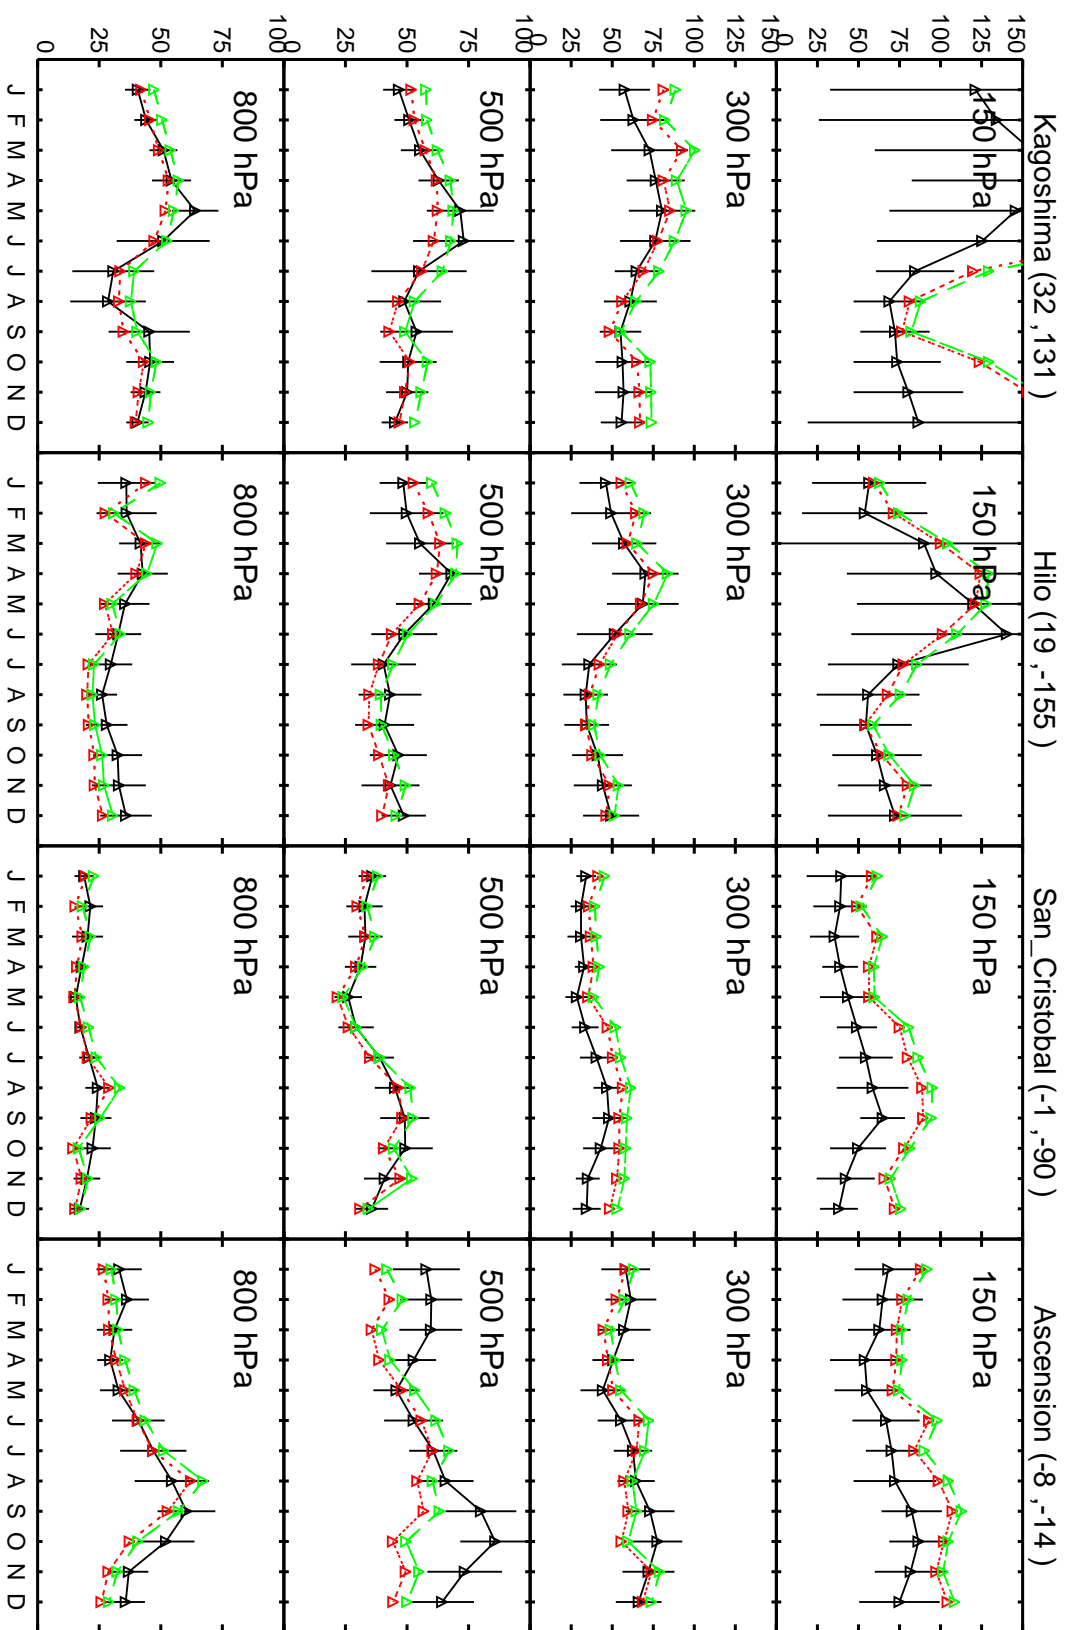 Kagoshima (32 ,131 )
Hilo (19 ,-155 )
San_Cristobal (-1 ,-90 )
Ascension (-8 ,-14 )
150
125
100
75
50
25
0
150 hPa
150 hPa
150 hPa
150 hPa
150
125
100
75
50
25
0
300 hPa
300 hPa
300 hPa
300 hPa
100
75
50
25
0
500 hPa
500 hPa
500 hPa
500 hPa
100
75
50
25
0
800 hPa
800 hPa
800 hPa
800 hPa
J F M A M J J A S O N D
J F M A M J J A S O N D
J F M A M J J A S O N D
J F M A M J J A S O N D